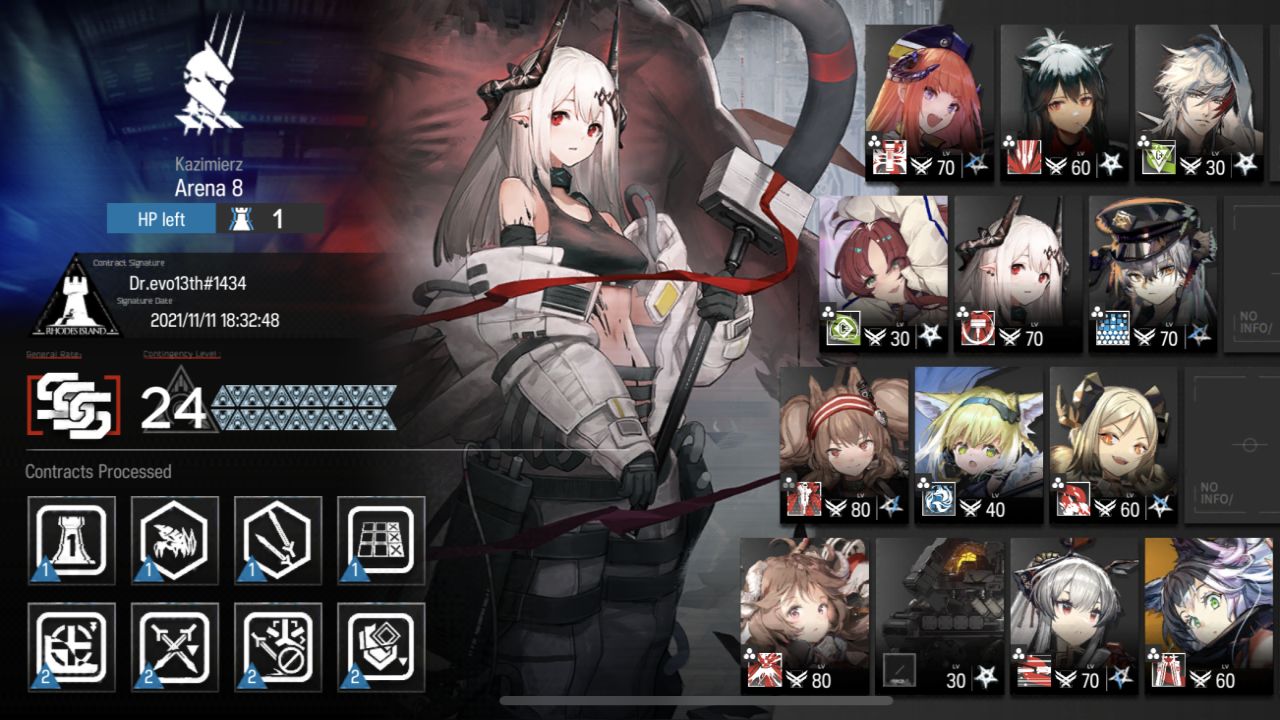 Kazimierz
Arena 8
HP left 1
Contract Signature
Dr.evo13th#1434
Signature Date
2021/11/11 18:32:48
RHODES ISLAND
General Rate:
Contingency Level:
SSS
24
Contracts Processed
1
1 1 1 1
2 2 2 2
LV 70
LV 60
LV 30
LV 30
LV 70
LV 70
NO
INFO/
LV 80
LV 40
LV 60
NO
INFO/
LV 80
LV 30
LV 70
LV 60